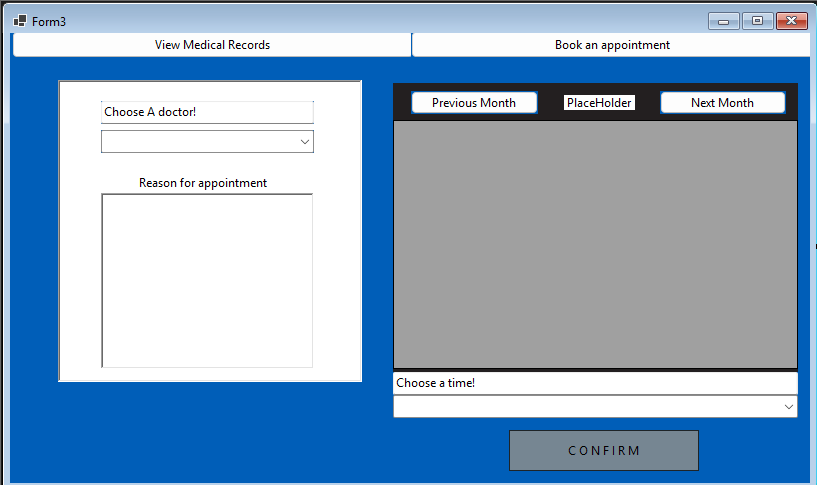 Form3
View Medical Records
Book an appointment
Choose A doctor!
Reason for appointment
Previous Month
PlaceHolder
Next Month
Choose a time!
CONFIRM